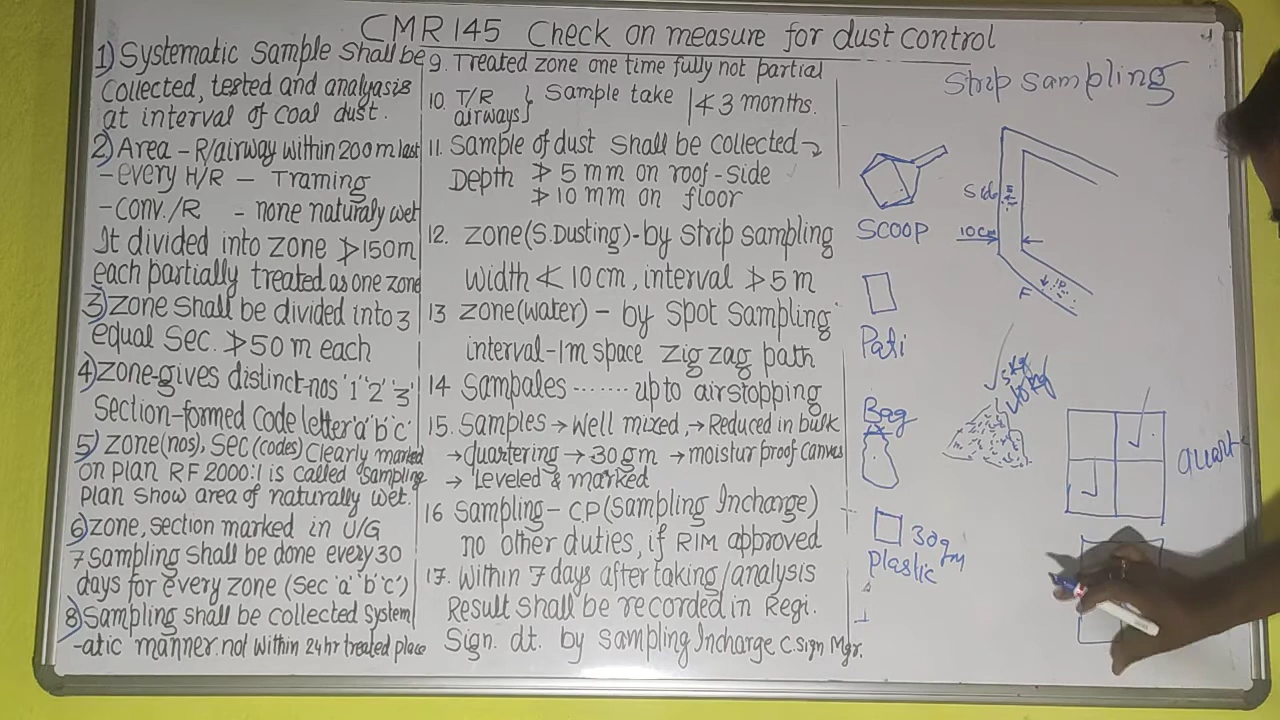 CMR 145 Check on measure for dust control
1) Systematic Sample Shall be
Collected, tested and analyasis
at interval of coal dust.
2) Area - R/airway within 200 m last
-every H/R - Traming
-conv./R - none naturaly wet
It divided into zone ≯150m
each partially treated as one zone
3) zone shall be divided into 3
equal Sec. ≯50 m each
4) zone-gives distinct-nos '1' '2' '3'
Section-formed Code letter 'a' 'b' 'c'
5) zone(nos), Sec (codes) Clearly marked
on plan RF 2000:1 is called 'Sampling
plan show area of naturally wet.
6) zone, section marked in U/G
7 Sampling shall be done every 30
days for every zone (Sec 'a' 'b' 'c')
8) Sampling shall be collected System
-atic manner. not within 24hr treated place
9. Treated zone one time fully not partial
10. T/R
airways } Sample take | ≮ 3 months.
11. Sample of dust shall be collected →
Depth ≯ 5 mm on roof-side
≯ 10 mm on floor
12. zone(S.Dusting)-by strip sampling
width ≮ 10cm, interval ≯ 5 m
13 zone(water) - by Spot Sampling
interval-1m space zig zag path
14 Sampales ....... up to airstopping
15. Samples → Well mixed, → Reduced in bulk
→ quartering → 30 gm → moistur proof canvas
→ Leveled & marked
16 Sampling - C.P (Sampling Incharge)
no other duties, if RIM approved
17. Within 7 days after taking/analysis
Result shall be recorded in Regi.
Sign. dt. by Sampling Incharge C.Sign Mgr.
Strip Sampling
SCOOP
Side
5
10cm
F
10
Pati
5kg
10kg
Bag
Quart-
30gm
plastic